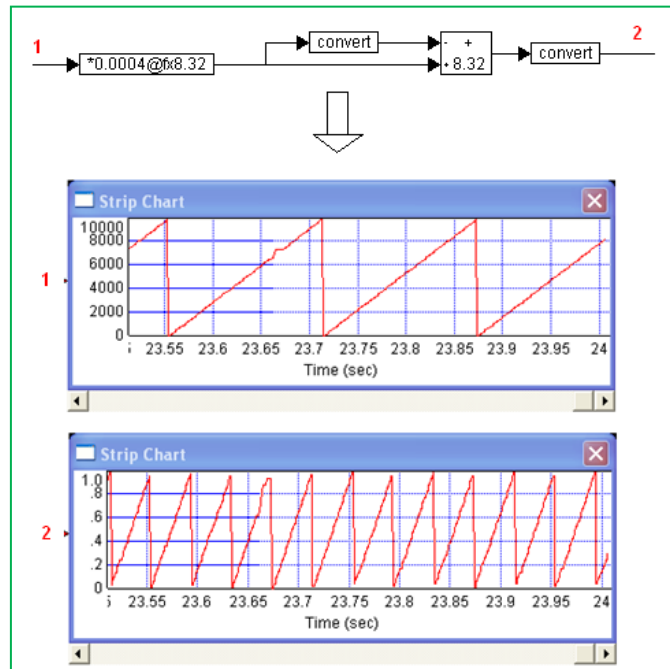 1
2
convert
- +
*0.0004@fx8.32
+ 8.32
convert
Strip Chart
10000
8000
6000
4000
2000
0
1
23.55 23.6 23.65 23.7 23.75 23.8 23.85 23.9 23.95 24
Time (sec)
Strip Chart
1.0
.8
.6
.4
.2
0
2
23.55 23.6 23.65 23.7 23.75 23.8 23.85 23.9 23.95 24
Time (sec)